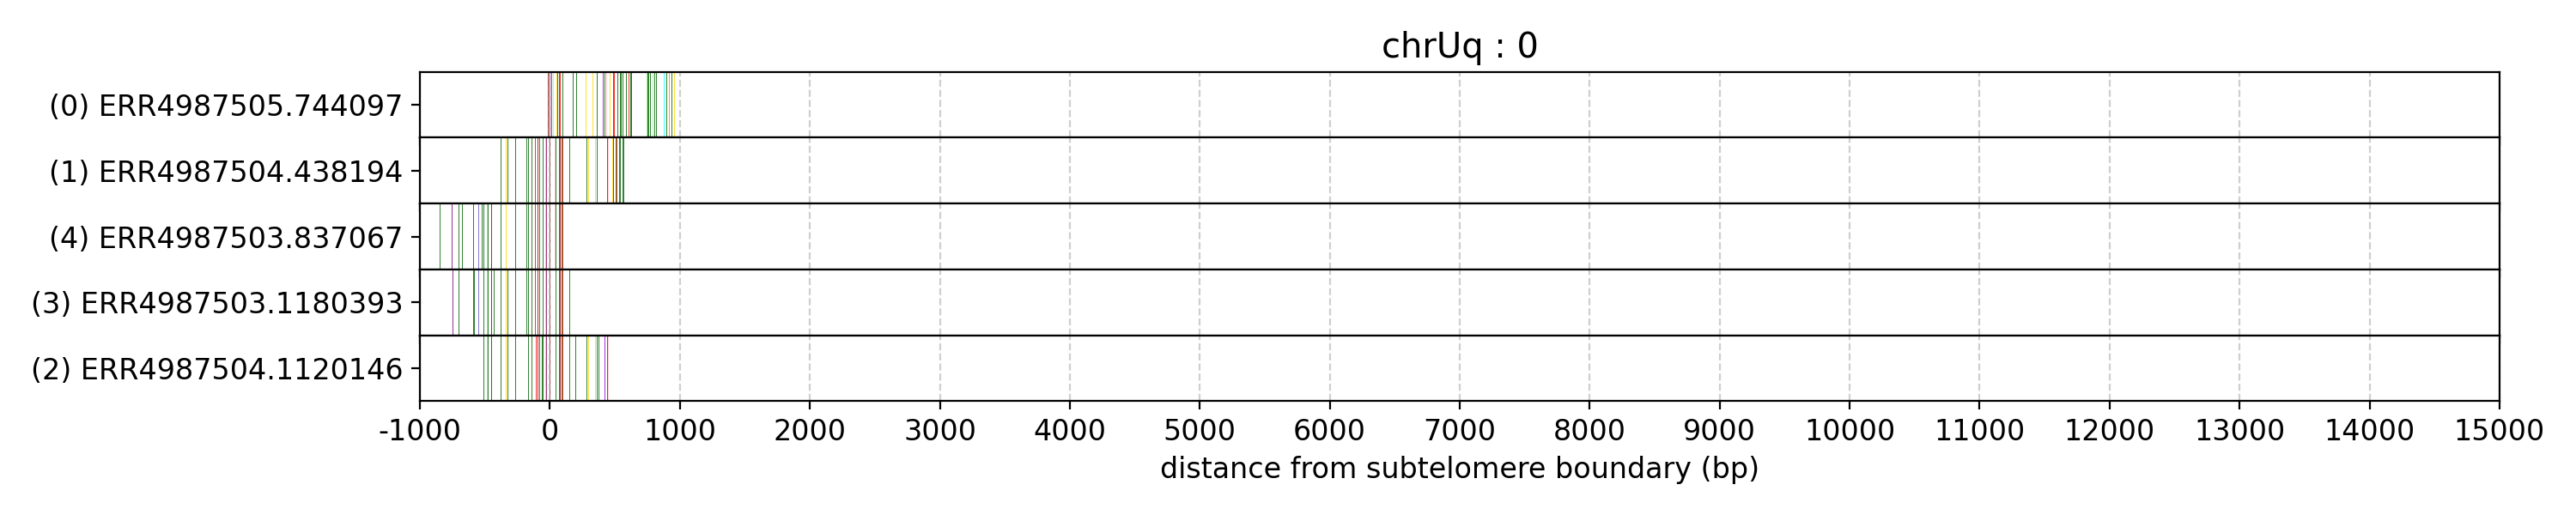 chrUq : 0
(0) ERR4987505.744097
(1) ERR4987504.438194
(4) ERR4987503.837067
(3) ERR4987503.1180393
(2) ERR4987504.1120146
-1000 0 1000 2000 3000 4000 5000 6000 7000 8000 9000 10000 11000 12000 13000 14000 15000
distance from subtelomere boundary (bp)